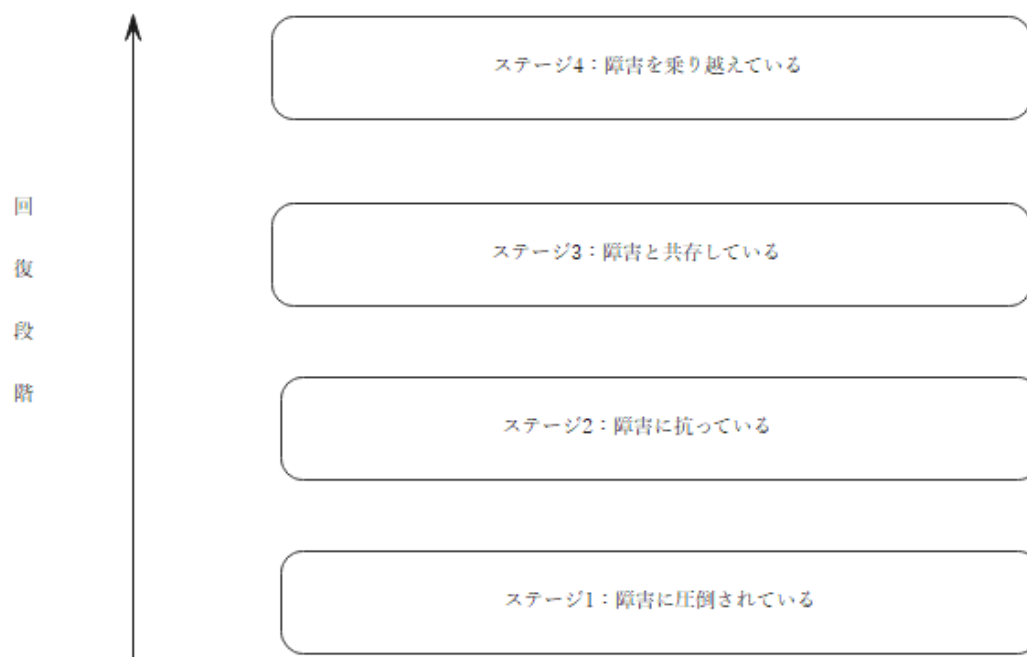 ステージ4：障害を乗り越えている
ステージ3：障害と共存している
回復段階
ステージ2：障害に抗っている
ステージ1：障害に圧倒されている